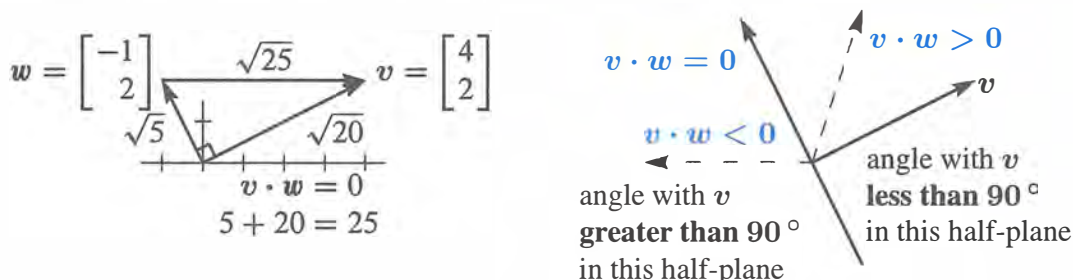 w = [−1 2] √25 v = [4 2]
√5 √20
v · w = 0
5 + 20 = 25
v · w = 0 v · w > 0
v
v · w < 0
angle with v
greater than 90°
in this half-plane
angle with v
less than 90°
in this half-plane